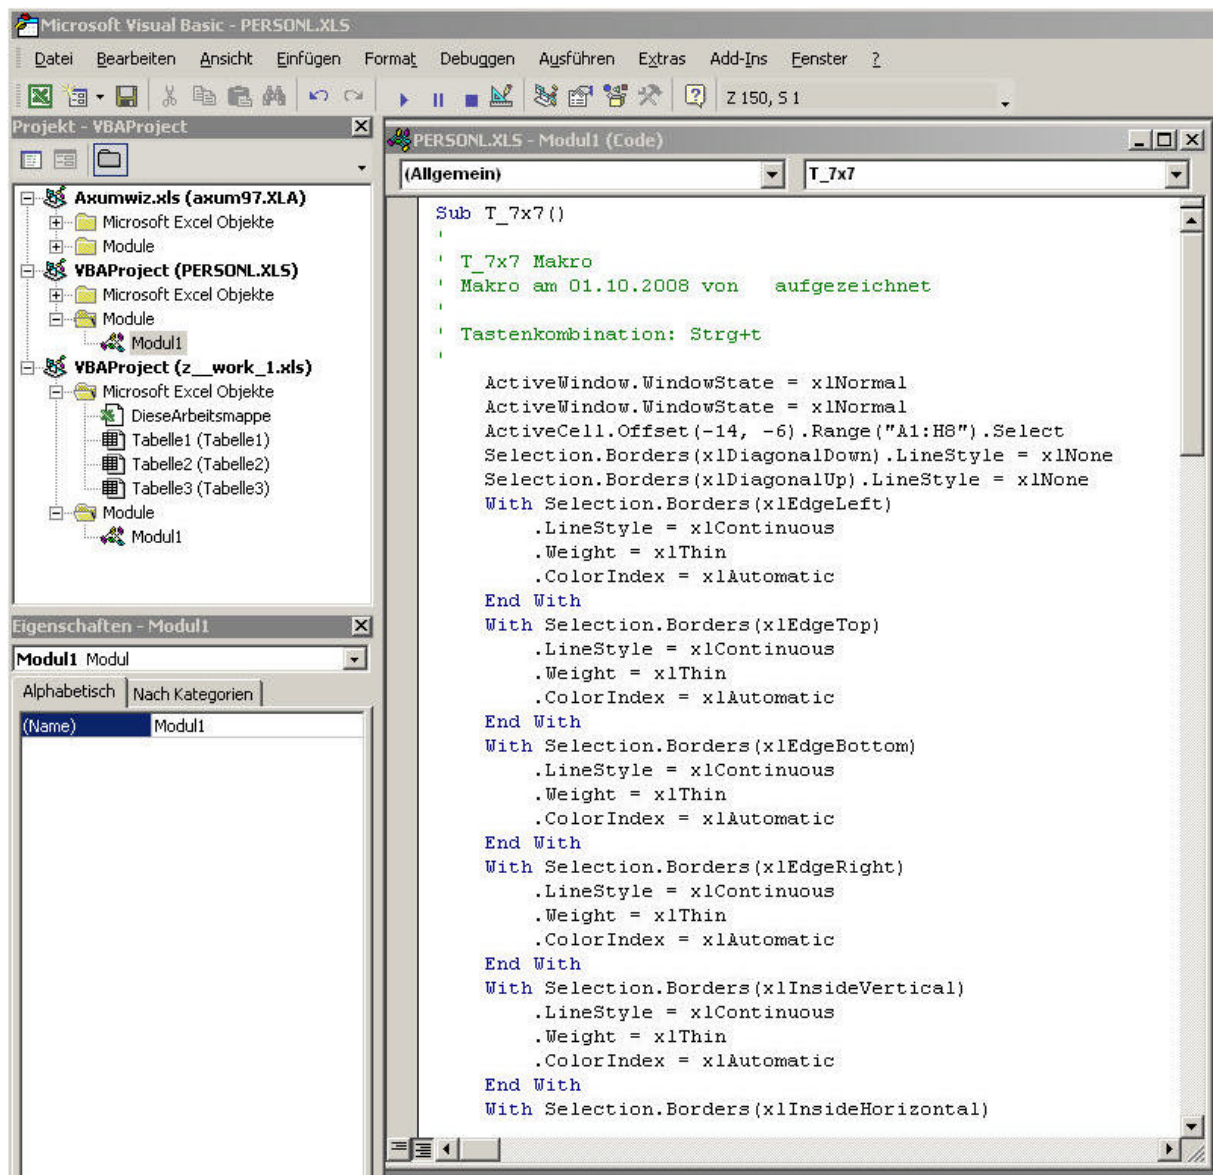 Microsoft Visual Basic - PERSONL.XLS
Datei Bearbeiten Ansicht Einfügen Format Debuggen Ausführen Extras Add-Ins Fenster ?
Z 150, S 1
Projekt - VBAProject
Axumwiz.xls (axum97.XLA)
Microsoft Excel Objekte
Module
VBAProject (PERSONL.XLS)
Microsoft Excel Objekte
Module
Modul1
VBAProject (z__work_1.xls)
Microsoft Excel Objekte
DieseArbeitsmappe
Tabelle1 (Tabelle1)
Tabelle2 (Tabelle2)
Tabelle3 (Tabelle3)
Module
Modul1
Eigenschaften - Modul1
Modul1 Modul
Alphabetisch Nach Kategorien
(Name) Modul1
PERSONL.XLS - Modul1 (Code)
(Allgemein) T_7x7
Sub T_7x7()
'
' T_7x7 Makro
' Makro am 01.10.2008 von aufgezeichnet
'
' Tastenkombination: Strg+t
'
ActiveWindow.WindowState = xlNormal
ActiveWindow.WindowState = xlNormal
ActiveCell.Offset(-14, -6).Range("A1:H8").Select
Selection.Borders(xlDiagonalDown).LineStyle = xlNone
Selection.Borders(xlDiagonalUp).LineStyle = xlNone
With Selection.Borders(xlEdgeLeft)
.LineStyle = xlContinuous
.Weight = xlThin
.ColorIndex = xlAutomatic
End With
With Selection.Borders(xlEdgeTop)
.LineStyle = xlContinuous
.Weight = xlThin
.ColorIndex = xlAutomatic
End With
With Selection.Borders(xlEdgeBottom)
.LineStyle = xlContinuous
.Weight = xlThin
.ColorIndex = xlAutomatic
End With
With Selection.Borders(xlEdgeRight)
.LineStyle = xlContinuous
.Weight = xlThin
.ColorIndex = xlAutomatic
End With
With Selection.Borders(xlInsideVertical)
.LineStyle = xlContinuous
.Weight = xlThin
.ColorIndex = xlAutomatic
End With
With Selection.Borders(xlInsideHorizontal)